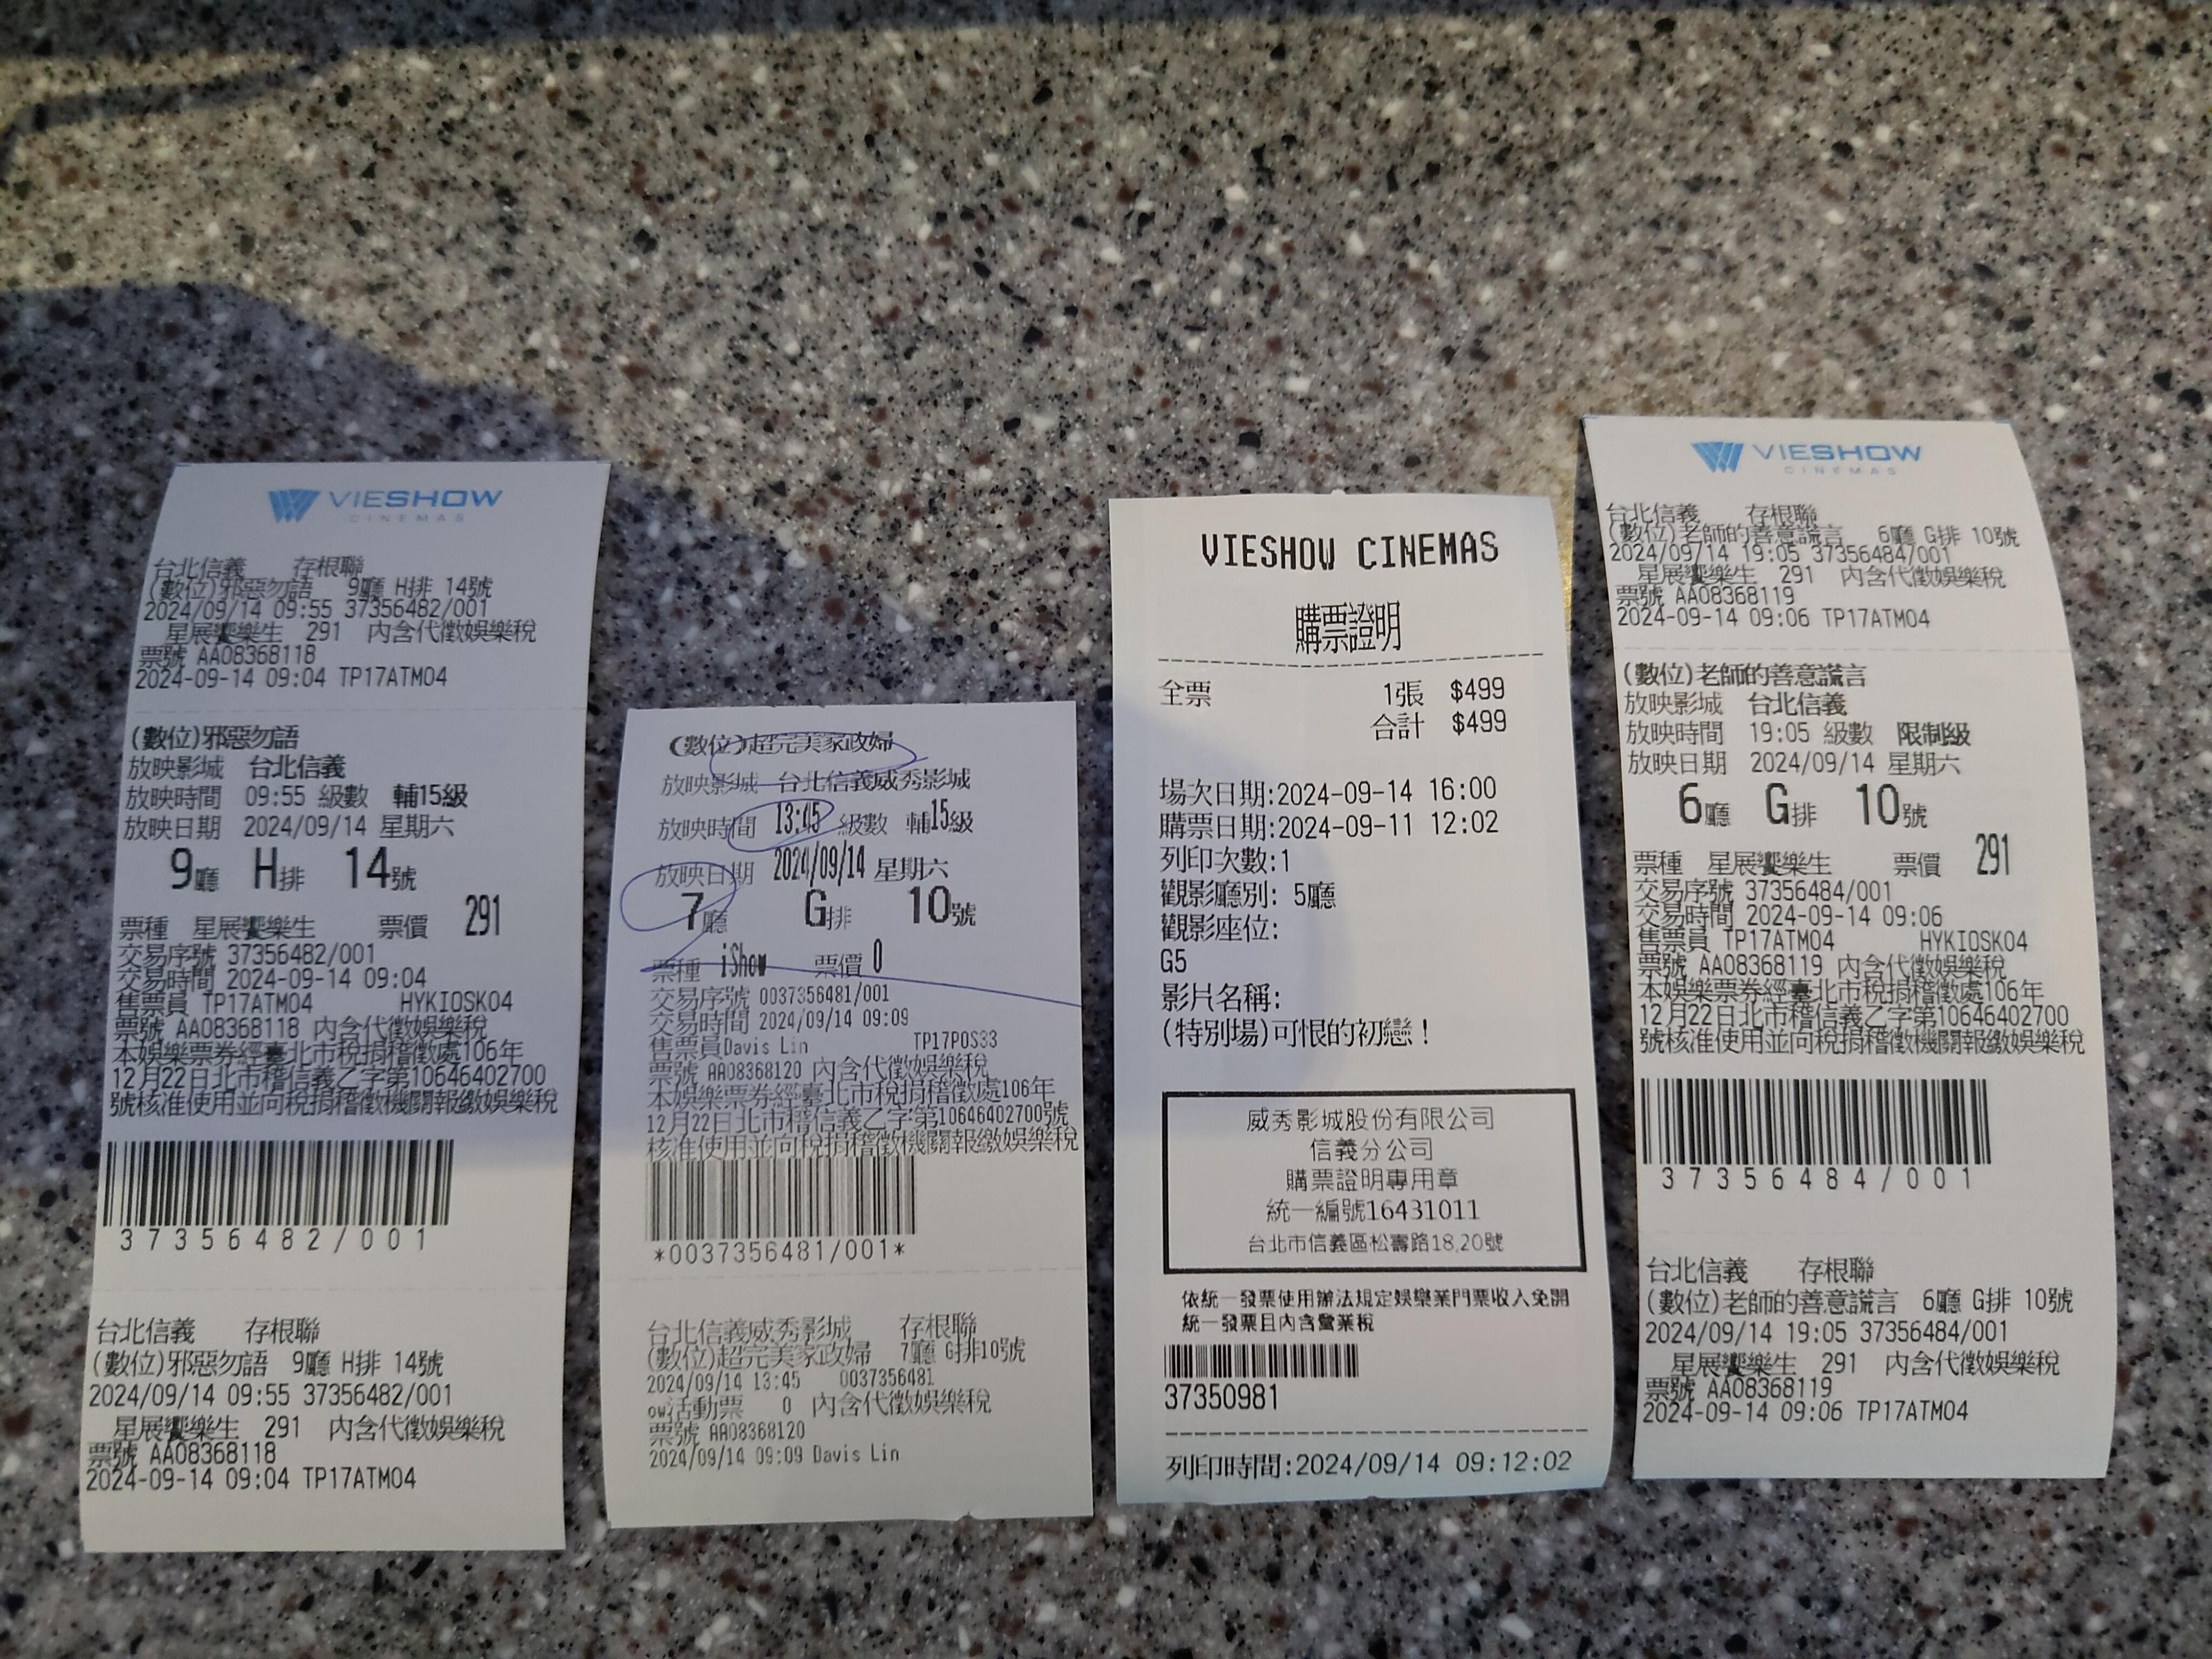 VIESHOW
CINEMAS
台北信義 存根聯
(數位)邪惡勿語 9廳 H排 14號
2024/09/14 09:55 37356482/001
星展饗樂生 291 內含代徵娛樂稅
票號 AA08368118
2024-09-14 09:04 TP17ATM04
(數位)邪惡勿語
放映影城 台北信義
放映時間 09:55 級數 輔15級
放映日期 2024/09/14 星期六
9廳 H排 14號
票種 星展饗樂生 票價 291
交易序號 37356482/001
交易時間 2024-09-14 09:04
售票員 TP17ATM04 HYKIOSK04
票號 AA08368118 內含代徵娛樂稅
本娛樂票券經臺北市稅捐稽徵處106年
12月22日北市稽信義乙字第10646402700
號核准使用並向稅捐稽徵機關報繳娛樂稅
37356482/001
台北信義 存根聯
(數位)邪惡勿語 9廳 H排 14號
2024/09/14 09:55 37356482/001
星展饗樂生 291 內含代徵娛樂稅
票號 AA08368118
2024-09-14 09:04 TP17ATM04
(數位)超完美家政婦
放映影城 台北信義威秀影城
放映時間 13:45 級數 輔15級
放映日期 2024/09/14 星期六
7廳 G排 10號
票種 iShow 票價 0
交易序號 0037356481/001
交易時間 2024/09/14 09:09
售票員Davis Lin TP17POS33
票號 AA08368120 內含代徵娛樂稅
本娛樂票券經臺北市稅捐稽徵處106年
12月22日北市稽信義乙字第10646402700號
核准使用並向稅捐稽徵機關報繳娛樂稅
*0037356481/001*
台北信義威秀影城 存根聯
(數位)超完美家政婦 7廳 G排10號
2024/09/14 13:45 0037356481
ow活動票 0 內含代徵娛樂稅
票號 AA08368120
2024/09/14 09:09 Davis Lin
VIESHOW CINEMAS
購票證明
全票 1張 $499
合計 $499
場次日期:2024-09-14 16:00
購票日期:2024-09-11 12:02
列印次數:1
觀影廳別: 5廳
觀影座位:
G5
影片名稱:
(特別場)可恨的初戀!
威秀影城股份有限公司
信義分公司
購票證明專用章
統一編號16431011
台北市信義區松壽路18,20號
依統一發票使用辦法規定娛樂業門票收入免開
統一發票且內含營業稅
37350981
列印時間:2024/09/14 09:12:02
VIESHOW
CINEMAS
台北信義 存根聯
(數位)老師的善意謊言 6廳 G排 10號
2024/09/14 19:05 37356484/001
星展饗樂生 291 內含代徵娛樂稅
票號 AA08368119
2024-09-14 09:06 TP17ATM04
(數位)老師的善意謊言
放映影城 台北信義
放映時間 19:05 級數 限制級
放映日期 2024/09/14 星期六
6廳 G排 10號
票種 星展饗樂生 票價 291
交易序號 37356484/001
交易時間 2024-09-14 09:06
售票員 TP17ATM04 HYKIOSK04
票號 AA08368119 內含代徵娛樂稅
本娛樂票券經臺北市稅捐稽徵處106年
12月22日北市稽信義乙字第10646402700
號核准使用並向稅捐稽徵機關報繳娛樂稅
37356484/001
台北信義 存根聯
(數位)老師的善意謊言 6廳 G排 10號
2024/09/14 19:05 37356484/001
星展饗樂生 291 內含代徵娛樂稅
票號 AA08368119
2024-09-14 09:06 TP17ATM04